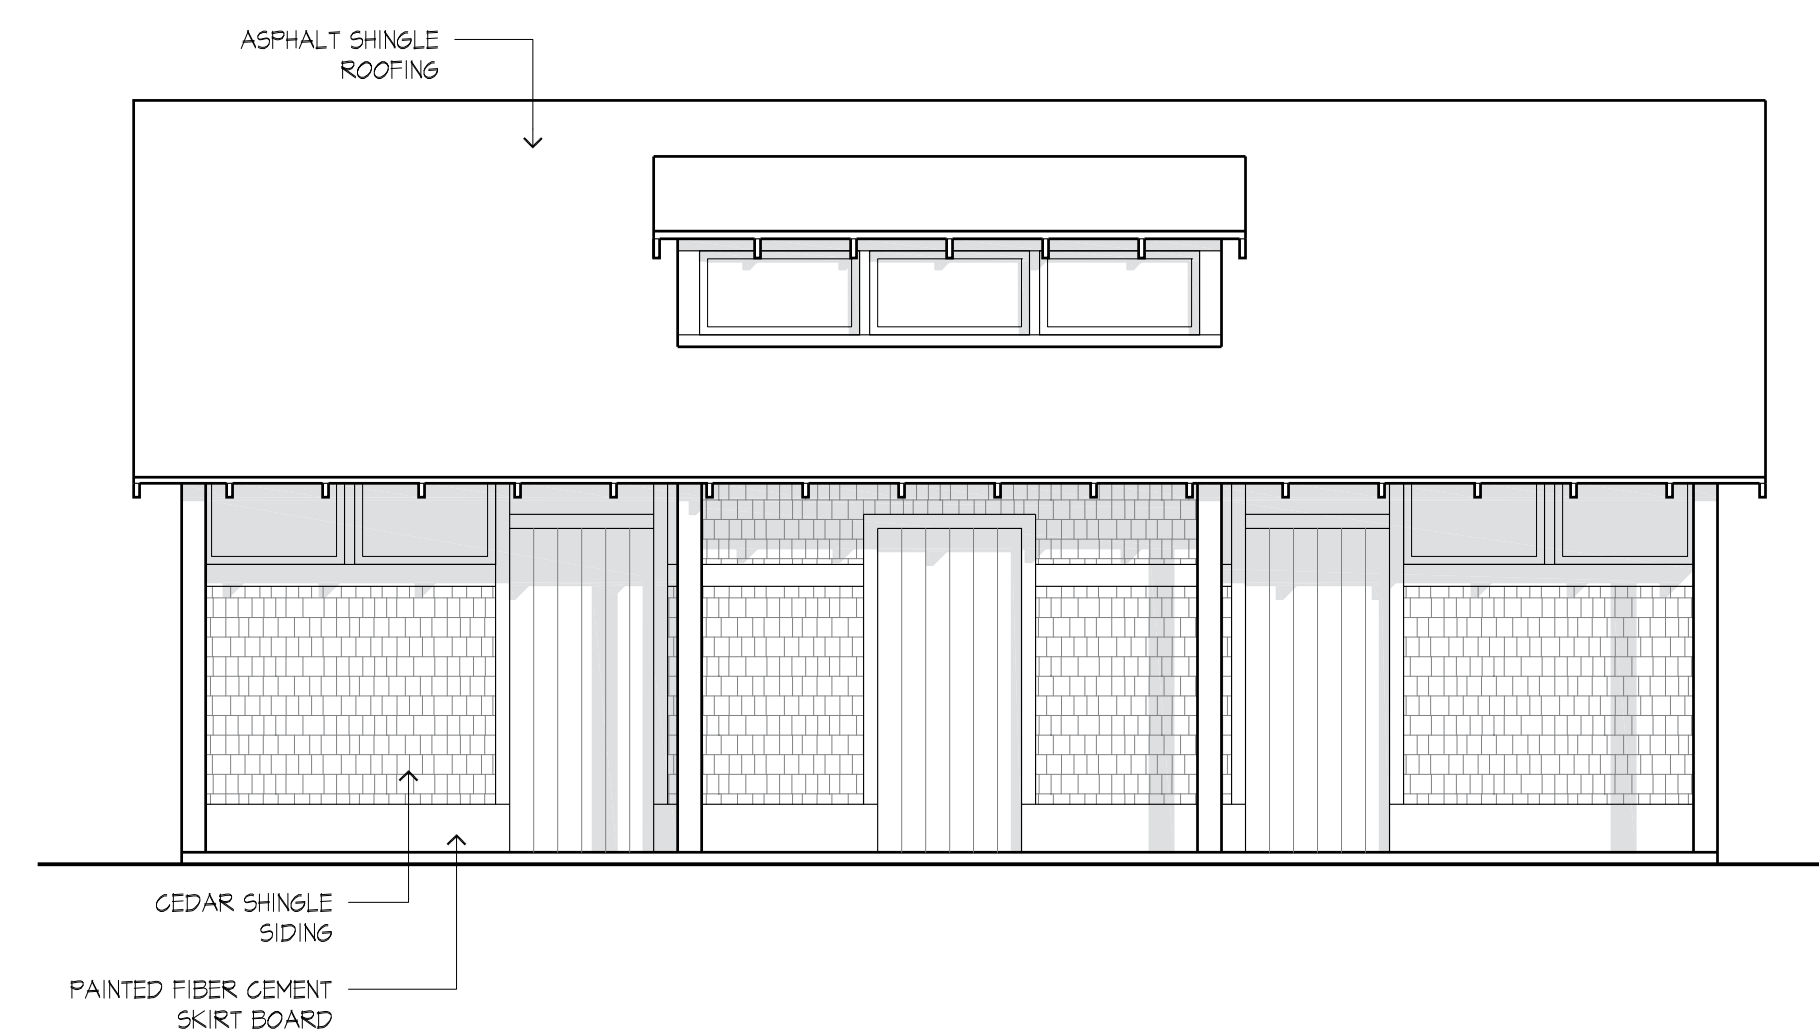 ASPHALT SHINGLE
ROOFING
CEDAR SHINGLE
SIDING
PAINTED FIBER CEMENT
SKIRT BOARD